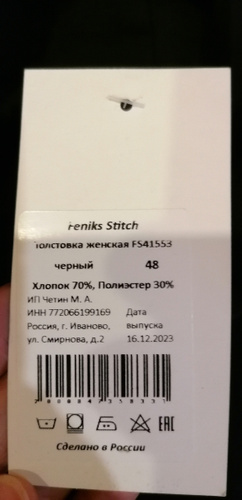 Feniks Stitch
Толстовка женская FS41553
черный 48
Хлопок 70%, Полиэстер 30%
ИП Четин М. А.
ИНН 772066199169 Дата
Россия, г. Иваново, выпуска
ул. Смирнова, д.2 16.12.2023
EAC
Сделано в России